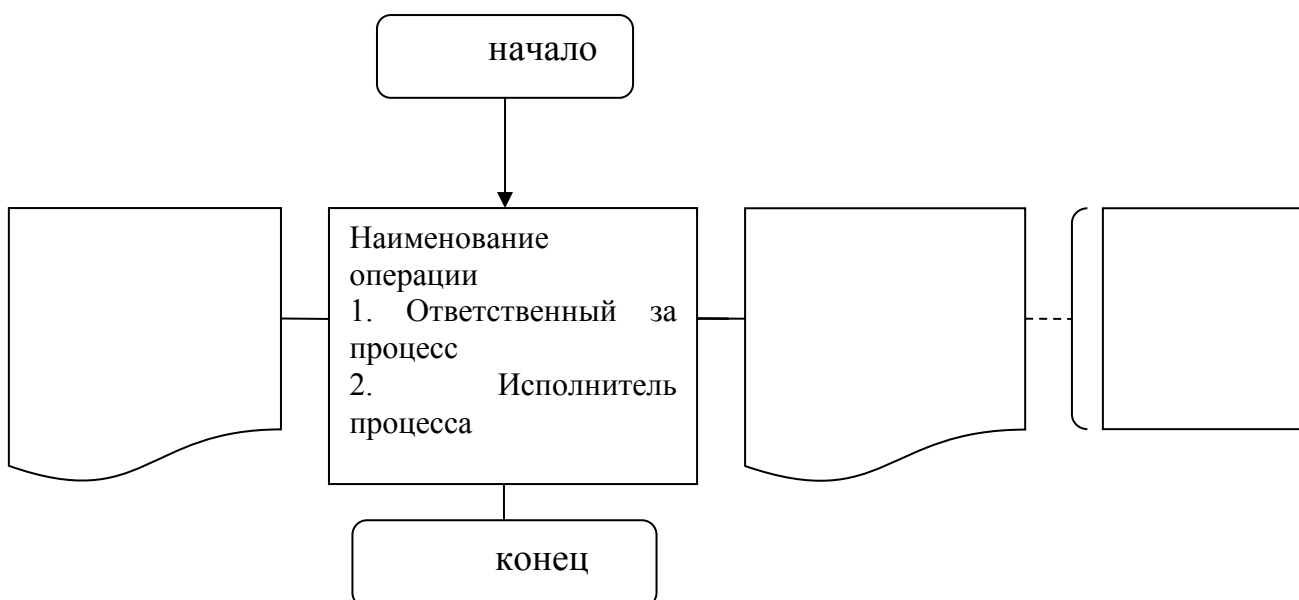 начало
Наименование
операции
1. Ответственный за
процесс
2. Исполнитель
процесса
конец